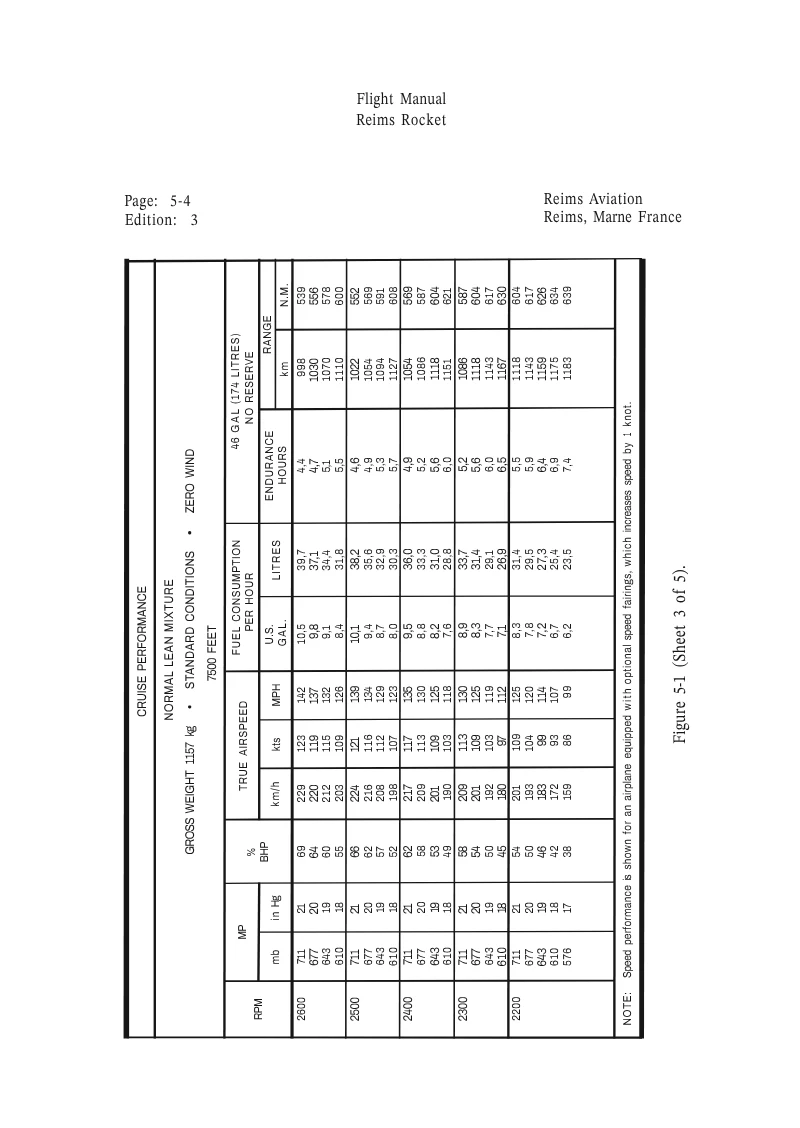 Flight Manual
Reims Rocket
Page: 5-4
Edition: 3
Reims Aviation
Reims, Marne France
CRUISE PERFORMANCE
NORMAL LEAN MIXTURE
GROSS WEIGHT 1157 kg • STANDARD CONDITIONS • ZERO WIND
7500 FEET
RPM MP % BHP TRUE AIRSPEED FUEL CONSUMPTION PER HOUR 46 GAL (174 LITRES) NO RESERVE
ENDURANCE HOURS RANGE
mb in Hg km/h kts MPH U.S. GAL. LITRES km N.M.
2600 711 21 69 229 123 142 10,5 39,7 4,4 998 539
677 20 64 220 119 137 9,8 37,1 4,7 1030 556
643 19 60 212 115 132 9,1 34,4 5,1 1070 578
610 18 55 203 109 126 8,4 31,8 5,5 1110 600
2500 711 21 66 224 121 139 10,1 38,2 4,6 1022 552
677 20 62 216 116 134 9,4 35,6 4,9 1054 569
643 19 57 208 112 129 8,7 32,9 5,3 1094 591
610 18 52 198 107 123 8,0 30,3 5,7 1127 608
2400 711 21 62 217 117 135 9,5 36,0 4,9 1054 569
677 20 58 209 113 130 8,8 33,3 5,2 1086 587
643 19 53 201 109 125 8,2 31,0 5,6 1118 604
610 18 49 190 103 118 7,6 28,8 6,0 1151 621
2300 711 21 58 209 113 130 8,9 33,7 5,2 1086 587
677 20 54 201 109 125 8,3 31,4 5,6 1118 604
643 19 50 192 103 119 7,7 29,1 6,0 1143 617
610 18 45 180 97 112 7,1 26,9 6,5 1167 630
2200 711 21 54 201 109 125 8,3 31,4 5,5 1118 604
677 20 50 193 104 120 7,8 29,5 5,9 1143 617
643 19 46 183 99 114 7,2 27,3 6,4 1159 626
610 18 42 172 93 107 6,7 25,4 6,9 1175 634
576 17 38 159 86 99 6,2 23,5 7,4 1183 639
NOTE: Speed performance is shown for an airplane equipped with optional speed fairings, which increases speed by 1 knot.
Figure 5-1 (Sheet 3 of 5).